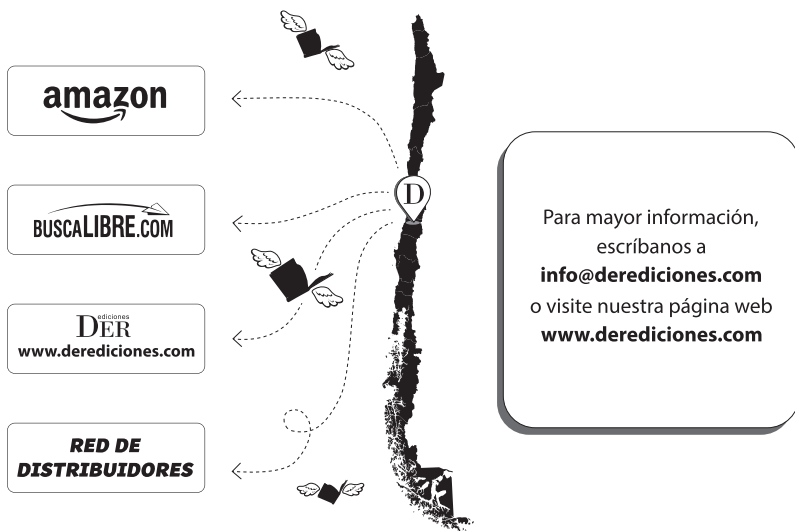 amazon
BUSCALIBRE.COM
ediciones
DER
www.derediciones.com
RED DE
DISTRIBUIDORES
D
Para mayor información,
escríbanos a
info@derediciones.com
o visite nuestra página web
www.derediciones.com